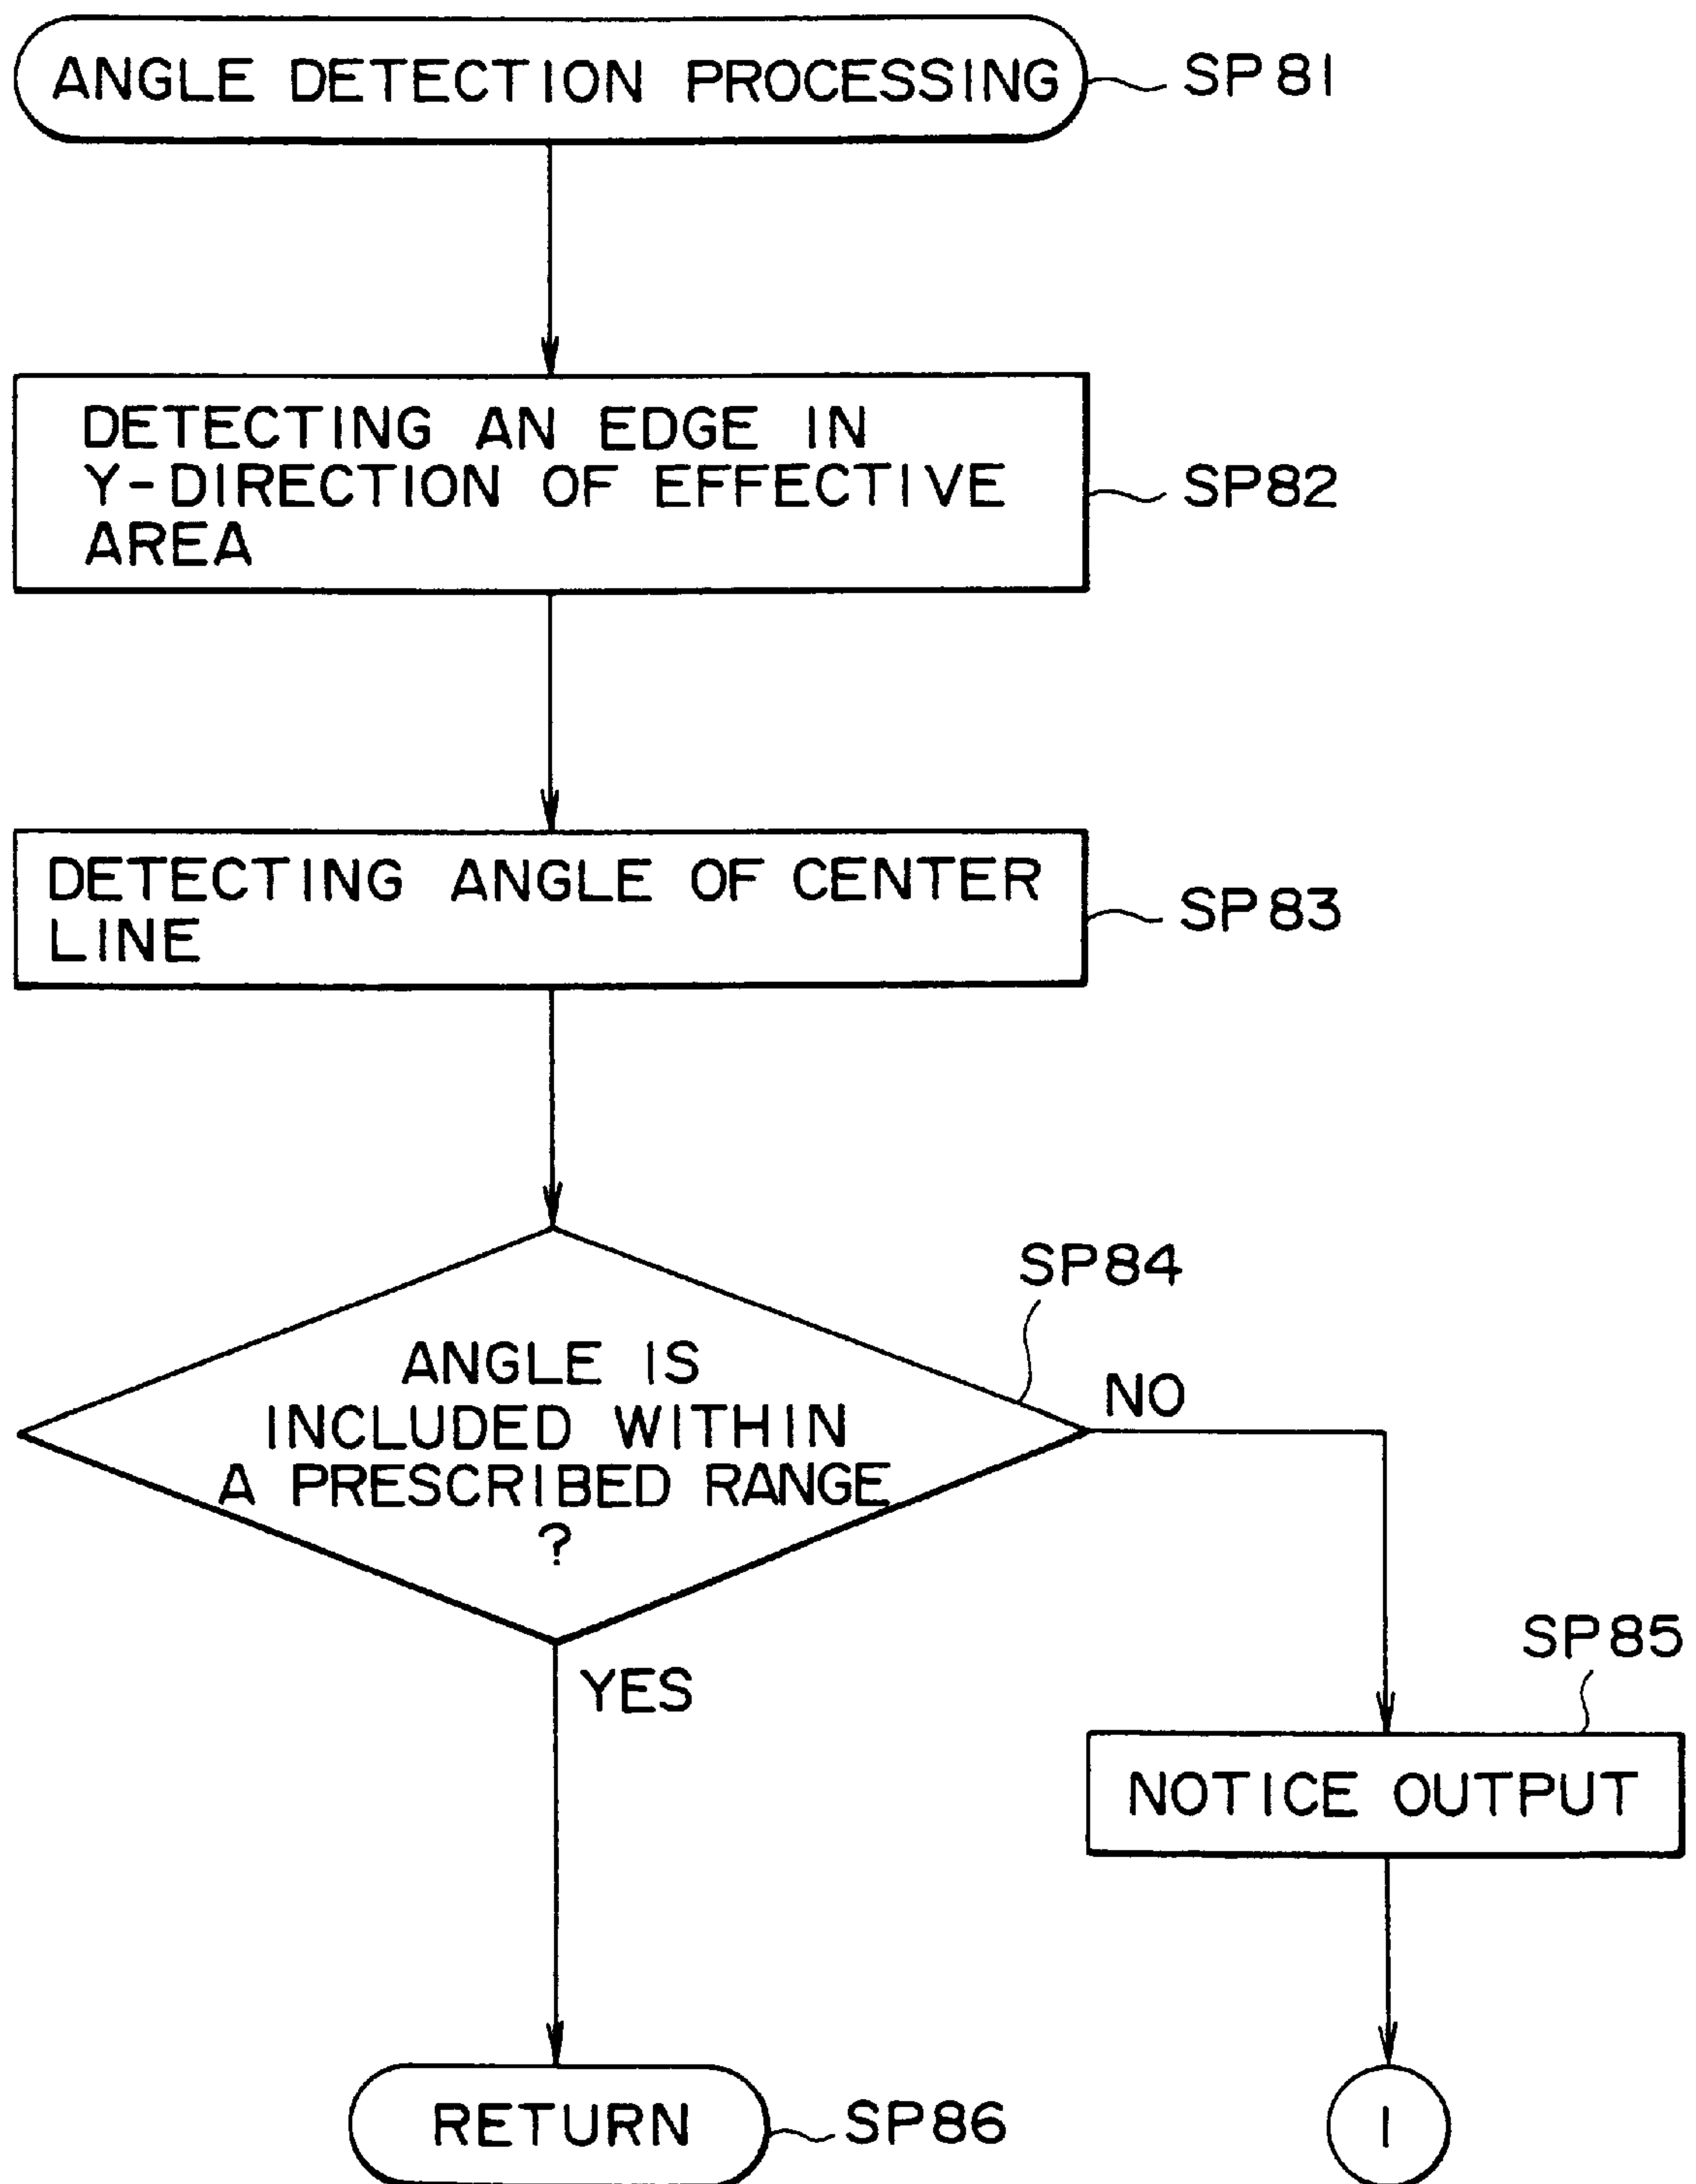 ANGLE DETECTION PROCESSING
SP81
DETECTING AN EDGE IN
Y-DIRECTION OF EFFECTIVE
AREA
SP82
DETECTING ANGLE OF CENTER
LINE
SP83
SP84
ANGLE IS
INCLUDED WITHIN
A PRESCRIBED RANGE
?
NO
YES
SP85
NOTICE OUTPUT
RETURN
SP86
1